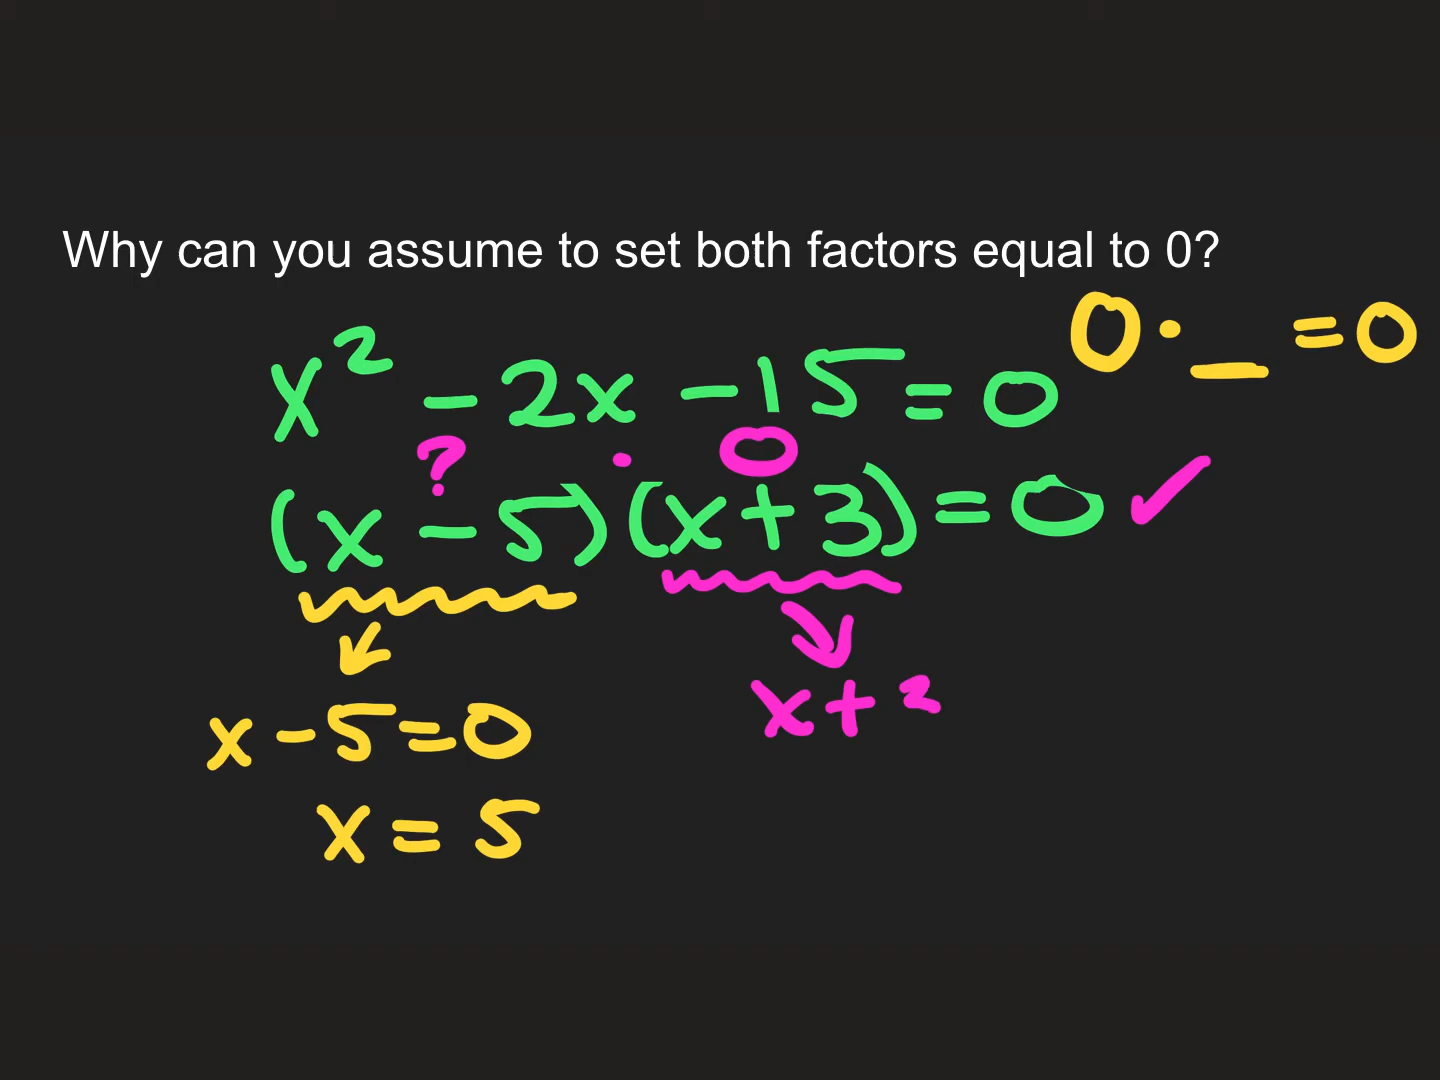 Why can you assume to set both factors equal to 0?
0 · _ = 0
x² - 2x - 15 = 0
? · 0
(x - 5)(x + 3) = 0 ✓
x - 5 = 0
x +
x = 5